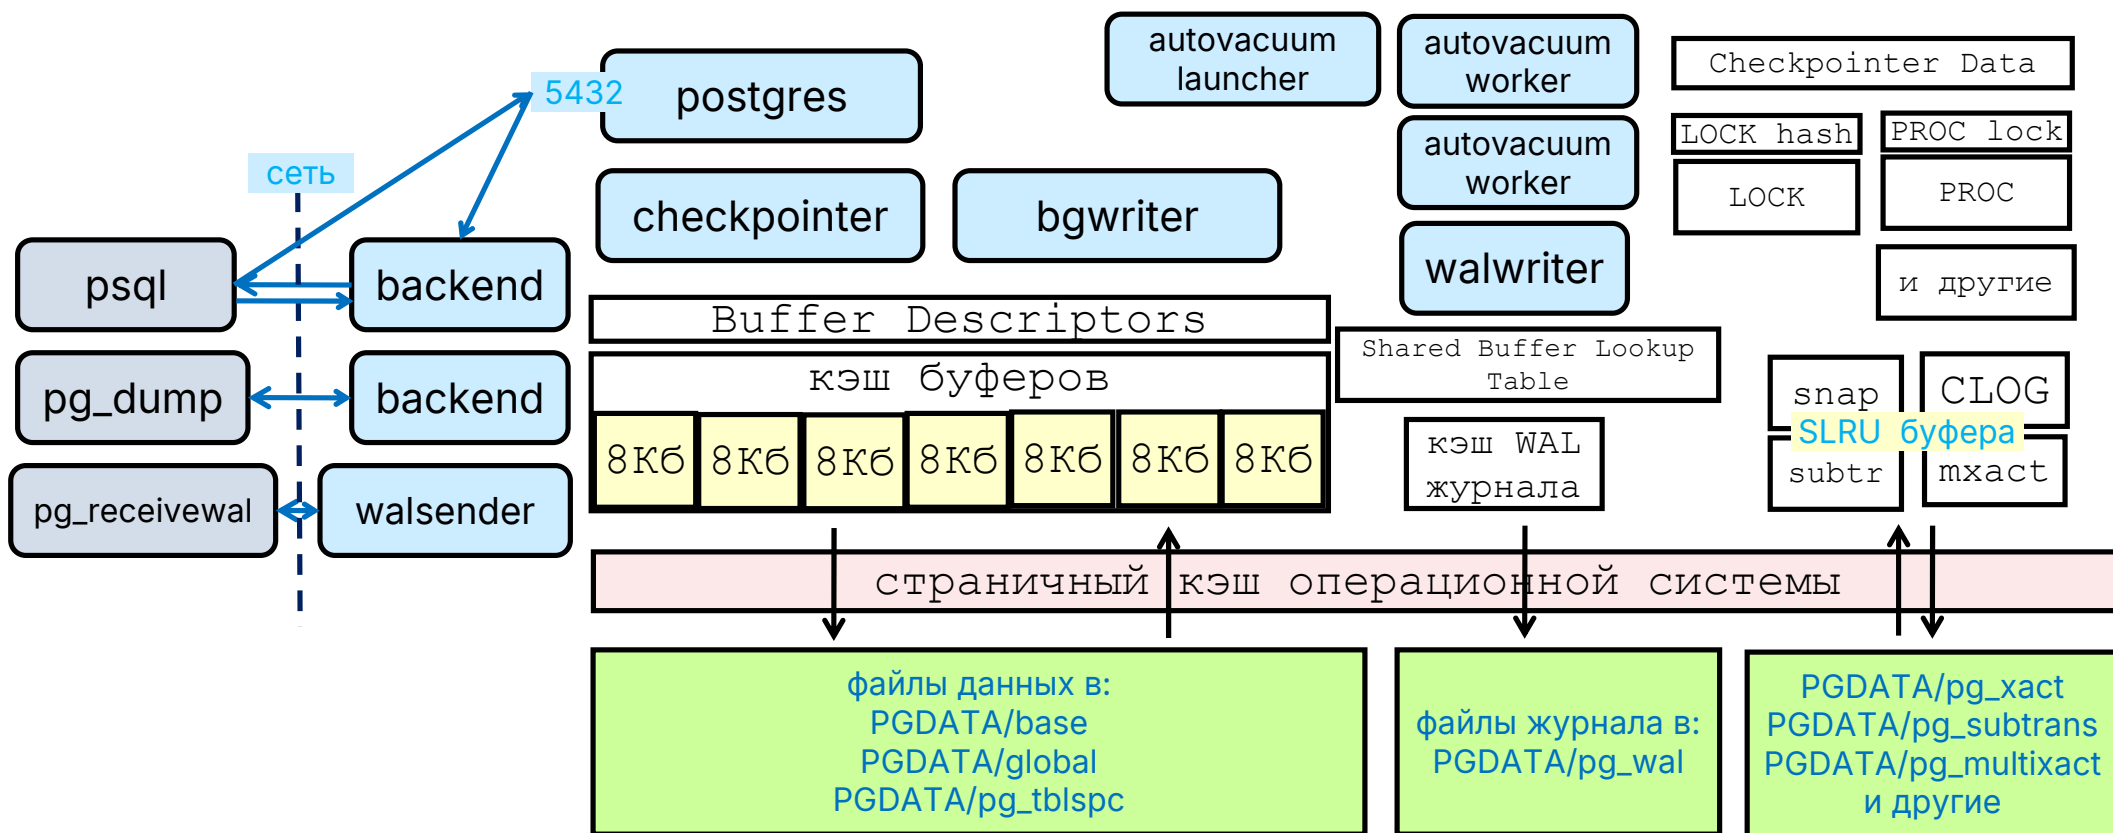 autovacuum
launcher
autovacuum
worker
Checkpointer Data
5432
postgres
LOCK hash
PROC lock
autovacuum
worker
сеть
LOCK
PROC
checkpointer
bgwriter
walwriter
psql
backend
и другие
Buffer Descriptors
Shared Buffer Lookup
Table
кэш буферов
pg_dump
backend
snap
CLOG
SLRU буфера
subtr
mxact
8Кб
8Кб
8Кб
8Кб
8Кб
8Кб
8Кб
кэш WAL
журнала
pg_receivewal
walsender
страничный кэш операционной системы
файлы данных в:
PGDATA/base
PGDATA/global
PGDATA/pg_tblspc
файлы журнала в:
PGDATA/pg_wal
PGDATA/pg_xact
PGDATA/pg_subtrans
PGDATA/pg_multixact
и другие